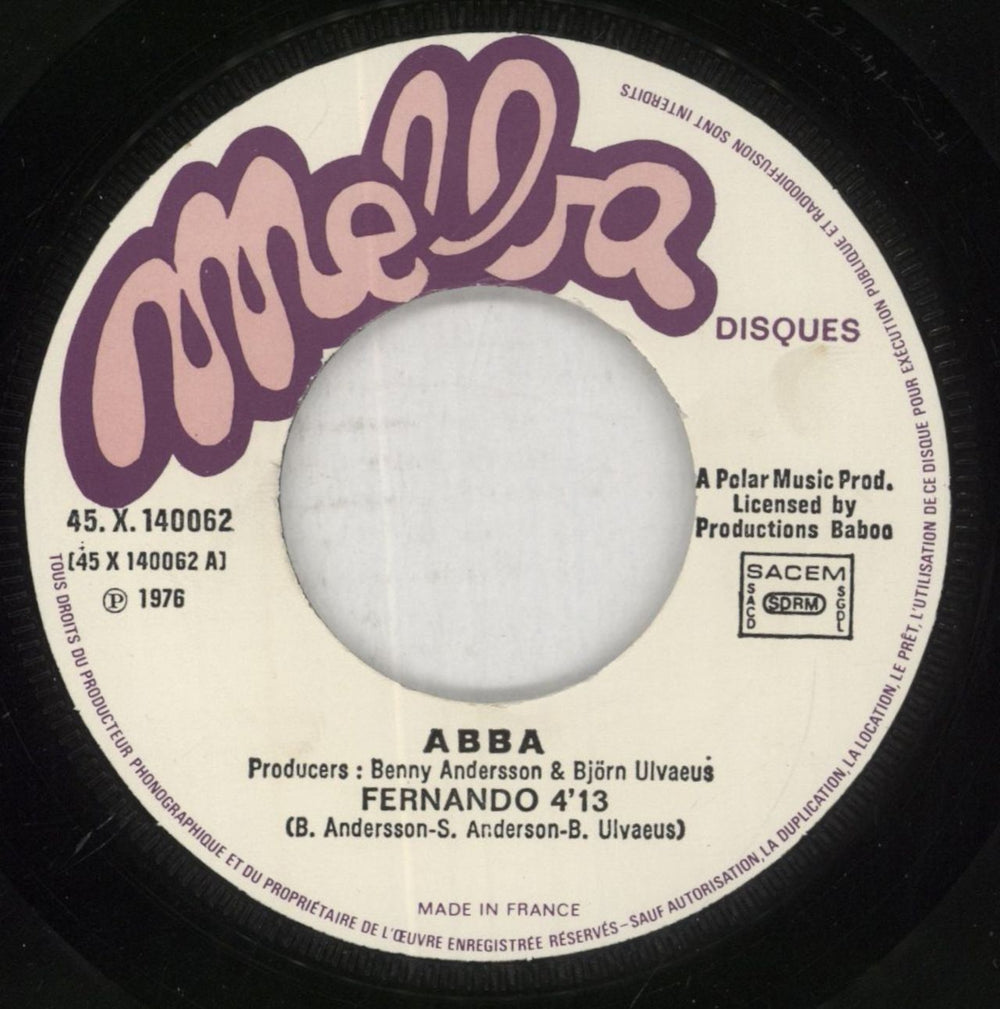 Melba
DISQUES
45. X. 140062
[45 X 140062 A]
Ⓟ 1976
A Polar Music Prod.
Licensed by
Productions Baboo
SACEM
SACD
SDRM
SGDL
ABBA
Producers : Benny Andersson & Björn Ulvaeus
FERNANDO 4'13
(B. Andersson-S. Anderson-B. Ulvaeus)
MADE IN FRANCE
TOUS DROITS DU PRODUCTEUR PHONOGRAPHIQUE ET DU PROPRIÉTAIRE DE L'ŒUVRE ENREGISTRÉE RÉSERVÉS - SAUF AUTORISATION, LA DUPLICATION, LA LOCATION, LE PRÊT, L'UTILISATION DE CE DISQUE POUR EXÉCUTION PUBLIQUE ET RADIODIFFUSION SONT INTERDITS